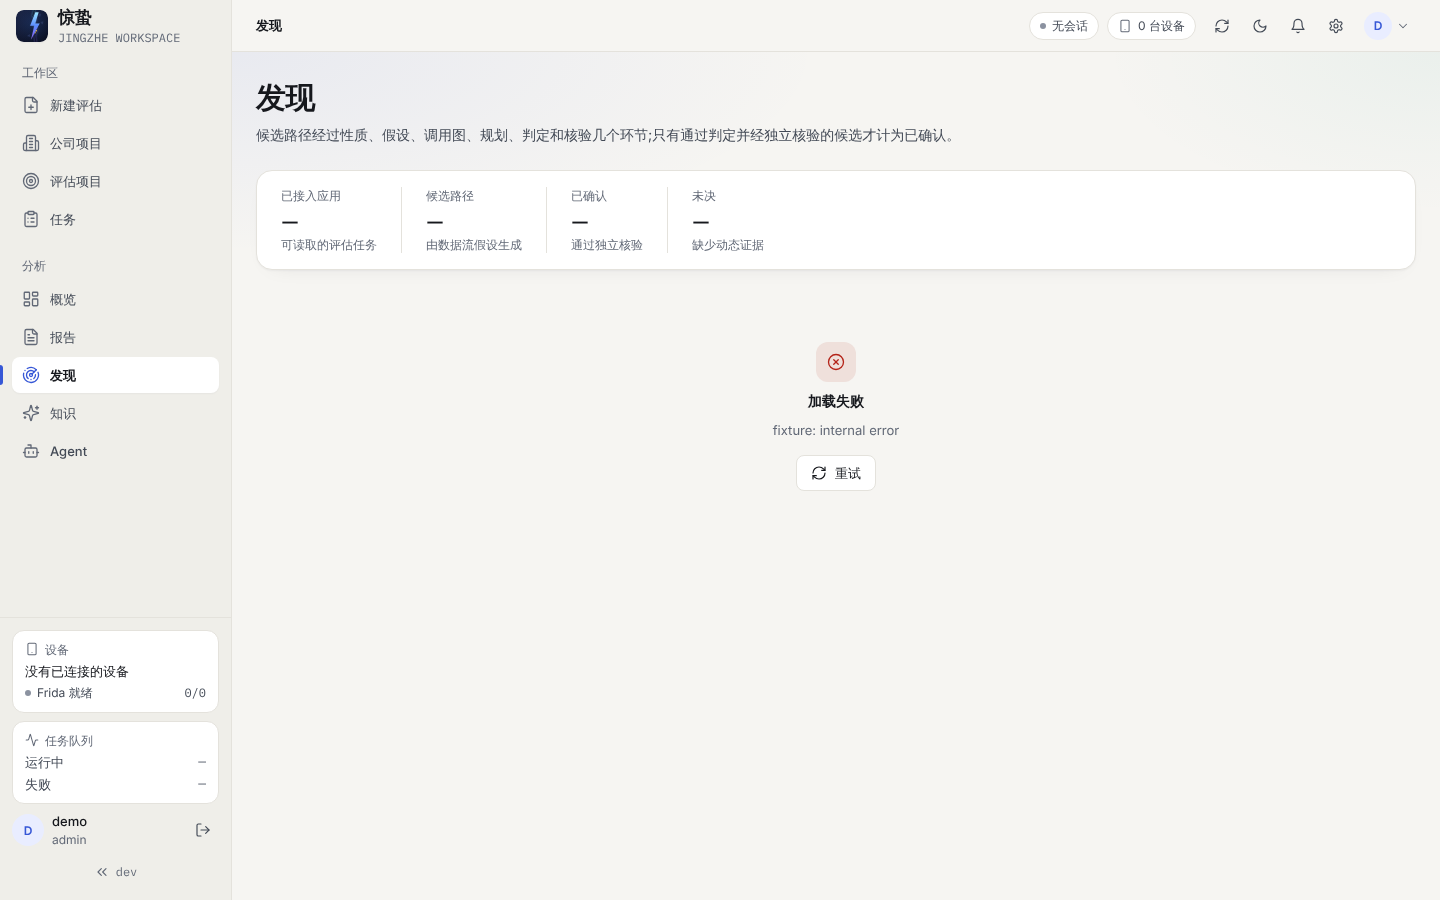 惊蛰
JINGZHE WORKSPACE
工作区
新建评估
公司项目
评估项目
任务
分析
概览
报告
发现
知识
Agent
设备
没有已连接的设备
Frida 就绪 0/0
任务队列
运行中 —
失败 —
D
demo
admin
dev
发现
无会话
0 台设备
D
发现
候选路径经过性质、假设、调用图、规划、判定和核验几个环节;只有通过判定并经独立核验的候选才计为已确认。
已接入应用
—
可读取的评估任务
候选路径
—
由数据流假设生成
已确认
—
通过独立核验
未决
—
缺少动态证据
加载失败
fixture: internal error
重试